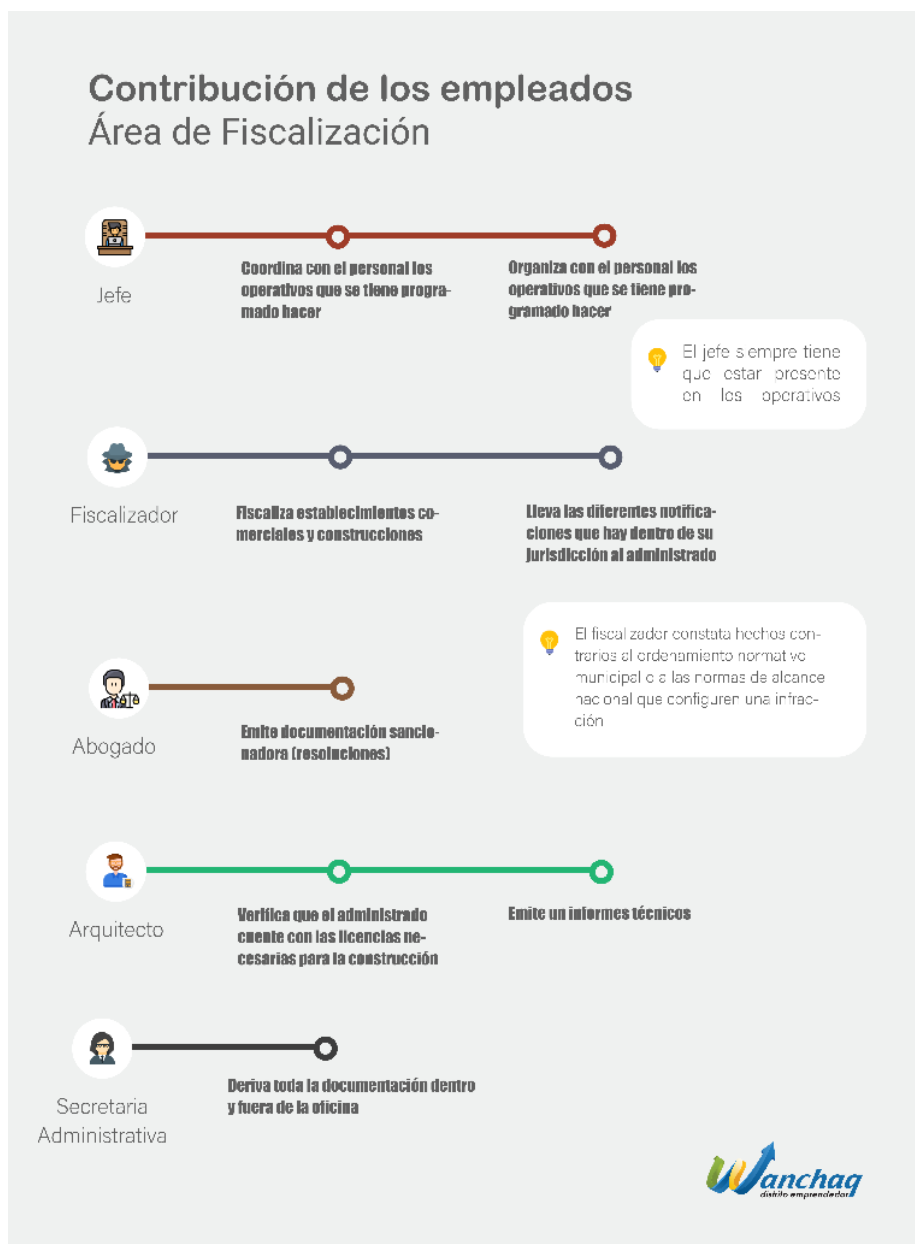 Contribución de los empleados
Área de Fiscalización
Jefe
Coordina con el personal los
operativos que se tiene progra-
mado hacer
Organiza con el personal los
operativos que se tiene pro-
gramado hacer
El jefe siempre tiene
que estar presente
en los operativos
Fiscalizador
Fiscaliza establecimientos co-
merciales y construcciones
Lleva las diferentes notifica-
ciones que hay dentro de su
jurisdicción al administrado
El fiscalizador constata hechos con-
trarios al ordenamiento normativo
municipal o a las normas de alcance
nacional que configuren una infrac-
ción
Abogado
Emite documentación sancio-
nadora (resoluciones)
Arquitecto
Verifica que el administrado
cuente con las licencias ne-
cesarias para la construcción
Emite un informes técnicos
Secretaria
Administrativa
Deriva toda la documentación dentro
y fuera de la oficina
Wanchaq
distrito emprendedor